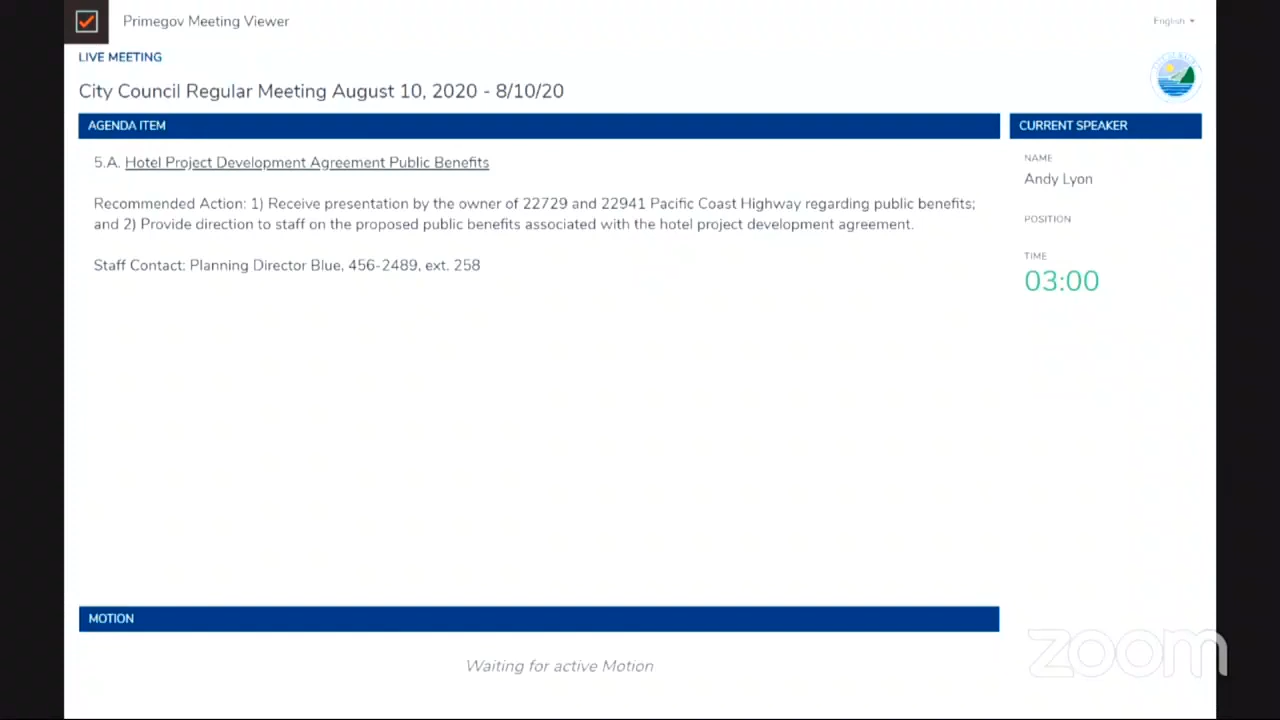 Primegov Meeting Viewer
English
LIVE MEETING
City Council Regular Meeting August 10, 2020 - 8/10/20
AGENDA ITEM
5.A. Hotel Project Development Agreement Public Benefits
Recommended Action: 1) Receive presentation by the owner of 22729 and 22941 Pacific Coast Highway regarding public benefits;
and 2) Provide direction to staff on the proposed public benefits associated with the hotel project development agreement.
Staff Contact: Planning Director Blue, 456-2489, ext. 258
CURRENT SPEAKER
NAME
Andy Lyon
POSITION
TIME
03:00
MOTION
Waiting for active Motion
zoom